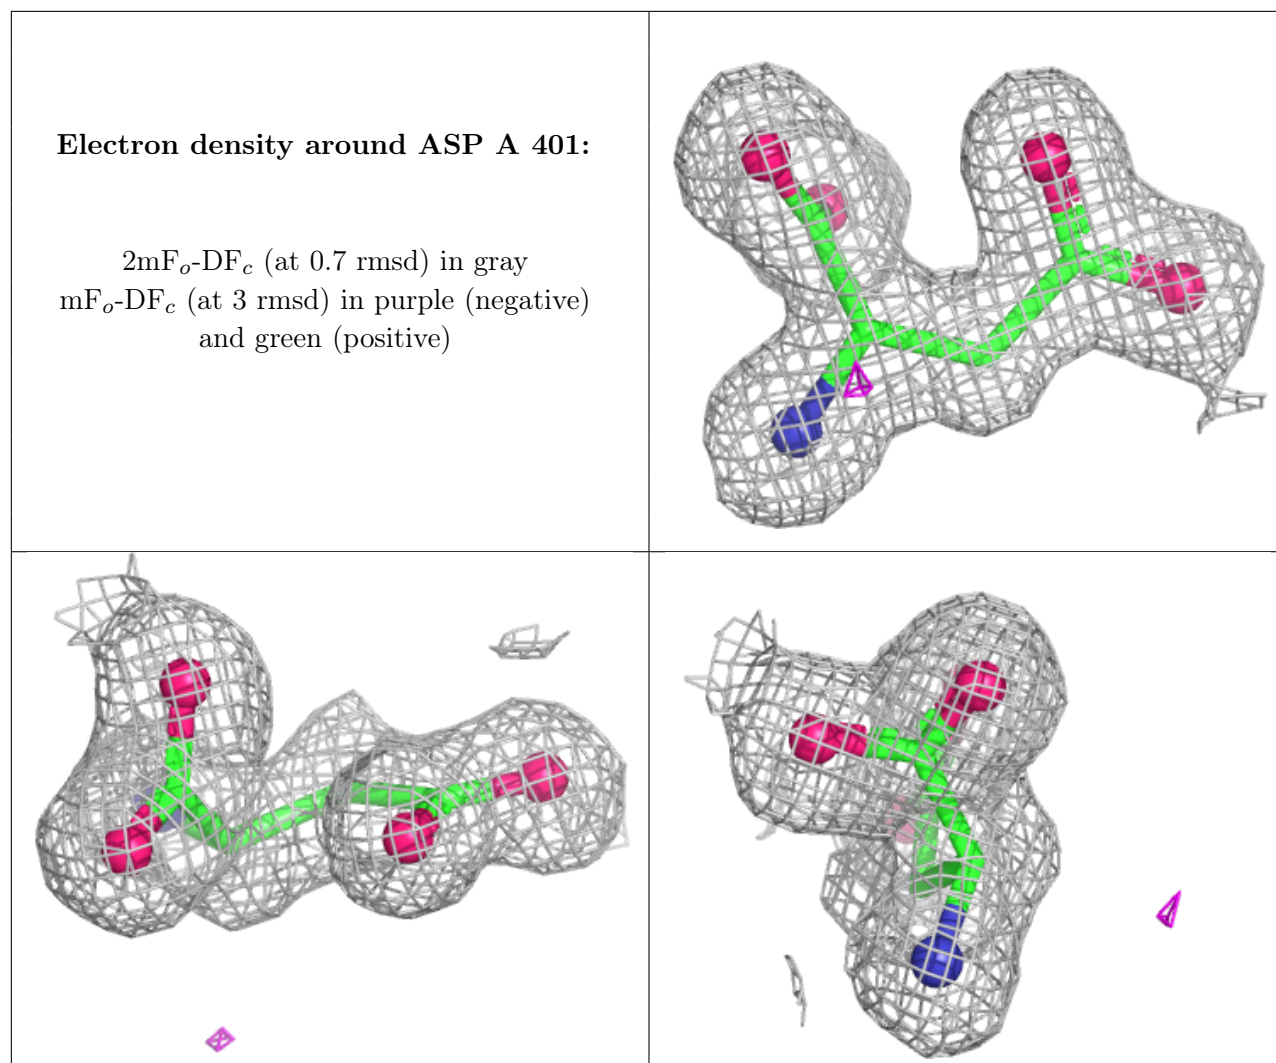 Electron density around ASP A 401:
2mFo-DFc (at 0.7 rmsd) in gray
mFo-DFc (at 3 rmsd) in purple (negative)
and green (positive)